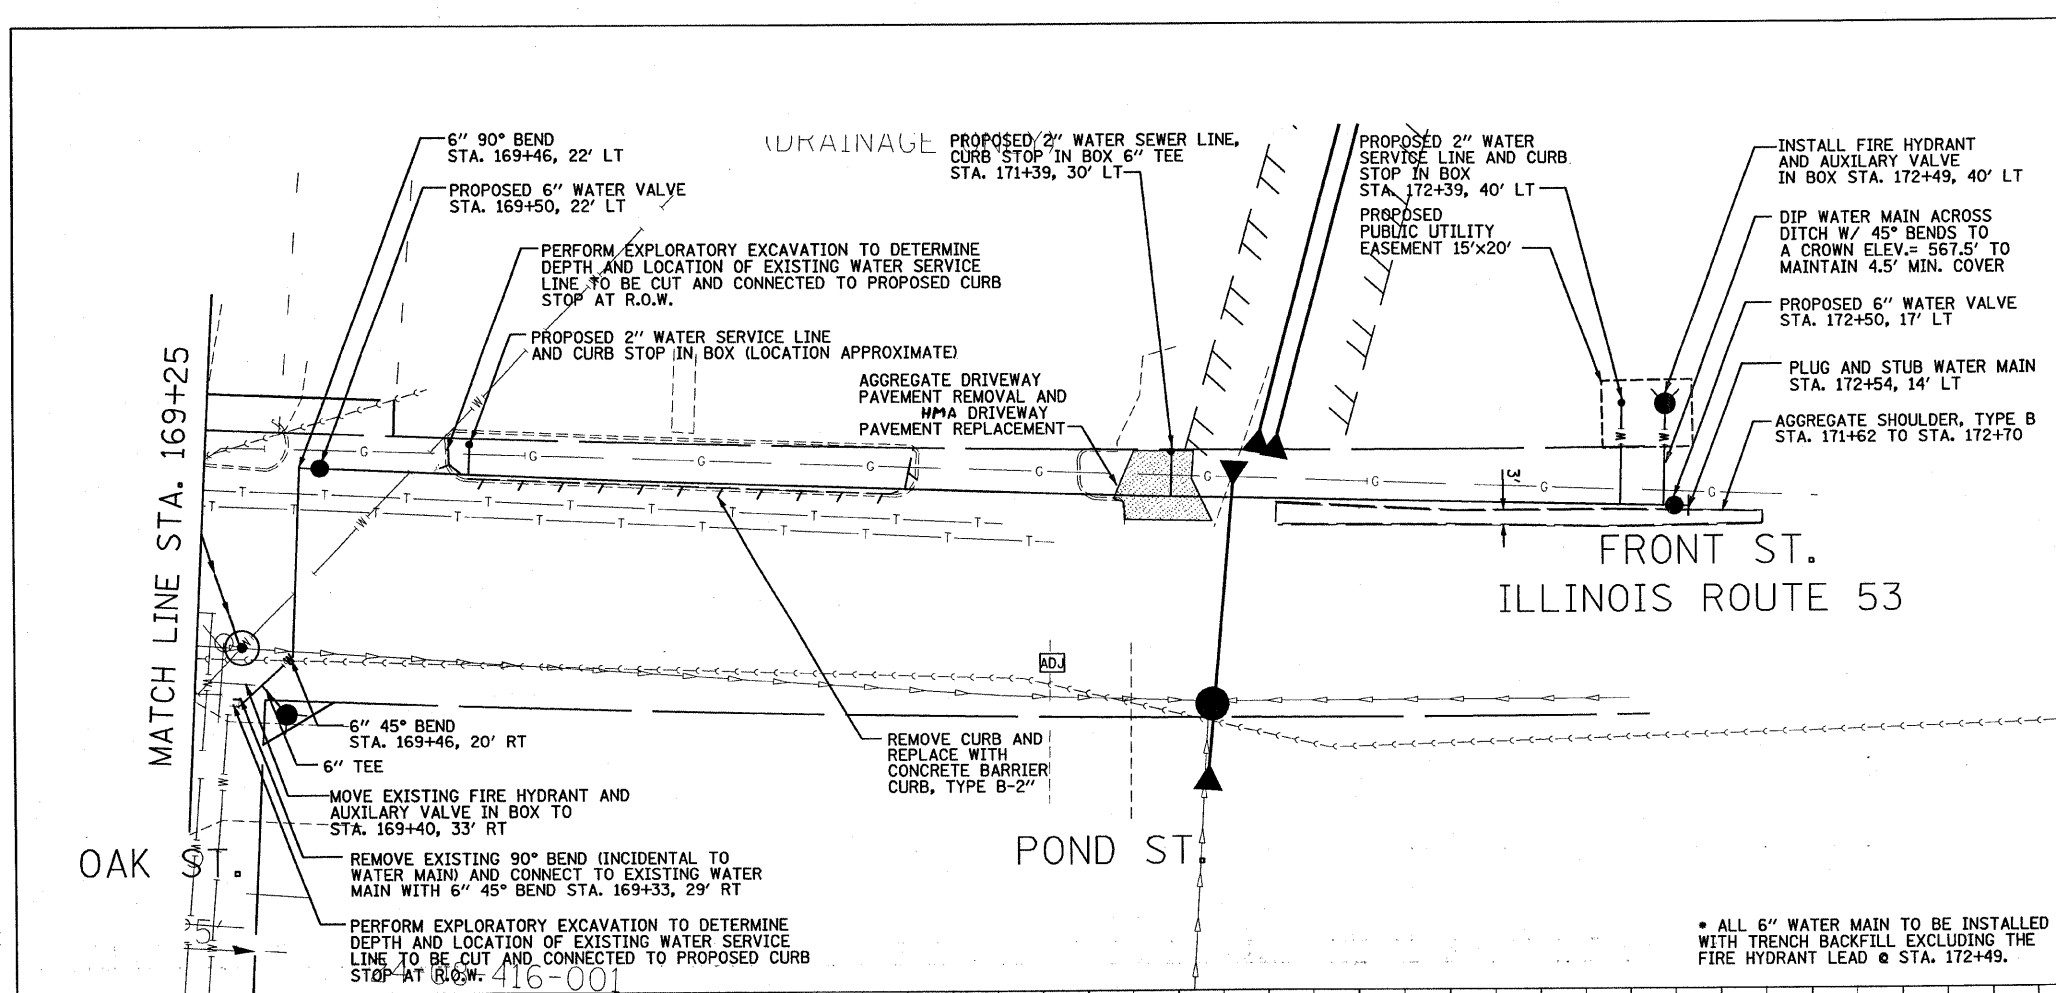 (DRAINAGE ONLY)
6" 90° BEND
STA. 169+46, 22' LT
PROPOSED 6" WATER VALVE
STA. 169+50, 22' LT
PERFORM EXPLORATORY EXCAVATION TO DETERMINE
DEPTH AND LOCATION OF EXISTING WATER SERVICE
LINE TO BE CUT AND CONNECTED TO PROPOSED CURB
STOP AT R.O.W.
PROPOSED 2" WATER SERVICE LINE
AND CURB STOP IN BOX (LOCATION APPROXIMATE)
PROPOSED 2" WATER SEWER LINE,
CURB STOP IN BOX 6" TEE
STA. 171+39, 30' LT
AGGREGATE DRIVEWAY
PAVEMENT REMOVAL AND
HMA DRIVEWAY
PAVEMENT REPLACEMENT
PROPOSED 2" WATER
SERVICE LINE AND CURB
STOP IN BOX
STA. 172+39, 40' LT
PROPOSED
PUBLIC UTILITY
EASEMENT 15'x20'
INSTALL FIRE HYDRANT
AND AUXILARY VALVE
IN BOX STA. 172+49, 40' LT
DIP WATER MAIN ACROSS
DITCH W/ 45° BENDS TO
A CROWN ELEV.= 567.5' TO
MAINTAIN 4.5' MIN. COVER
PROPOSED 6" WATER VALVE
STA. 172+50, 17' LT
PLUG AND STUB WATER MAIN
STA. 172+54, 14' LT
AGGREGATE SHOULDER, TYPE B
STA. 171+62 TO STA. 172+70
MATCH LINE STA. 169+25
3'
FRONT ST.
ILLINOIS ROUTE 53
ADJ
6" 45° BEND
STA. 169+46, 20' RT
6" TEE
MOVE EXISTING FIRE HYDRANT AND
AUXILARY VALVE IN BOX TO
STA. 169+40, 33' RT
REMOVE EXISTING 90° BEND (INCIDENTAL TO
WATER MAIN) AND CONNECT TO EXISTING WATER
MAIN WITH 6" 45° BEND STA. 169+33, 29' RT
PERFORM EXPLORATORY EXCAVATION TO DETERMINE
DEPTH AND LOCATION OF EXISTING WATER SERVICE
LINE TO BE CUT AND CONNECTED TO PROPOSED CURB
STOP AT R.O.W.
REMOVE CURB AND
REPLACE WITH
CONCRETE BARRIER
CURB, TYPE B-2"
OAK ST.
POND ST.
* ALL 6" WATER MAIN TO BE INSTALLED
WITH TRENCH BACKFILL EXCLUDING THE
FIRE HYDRANT LEAD @ STA. 172+49.